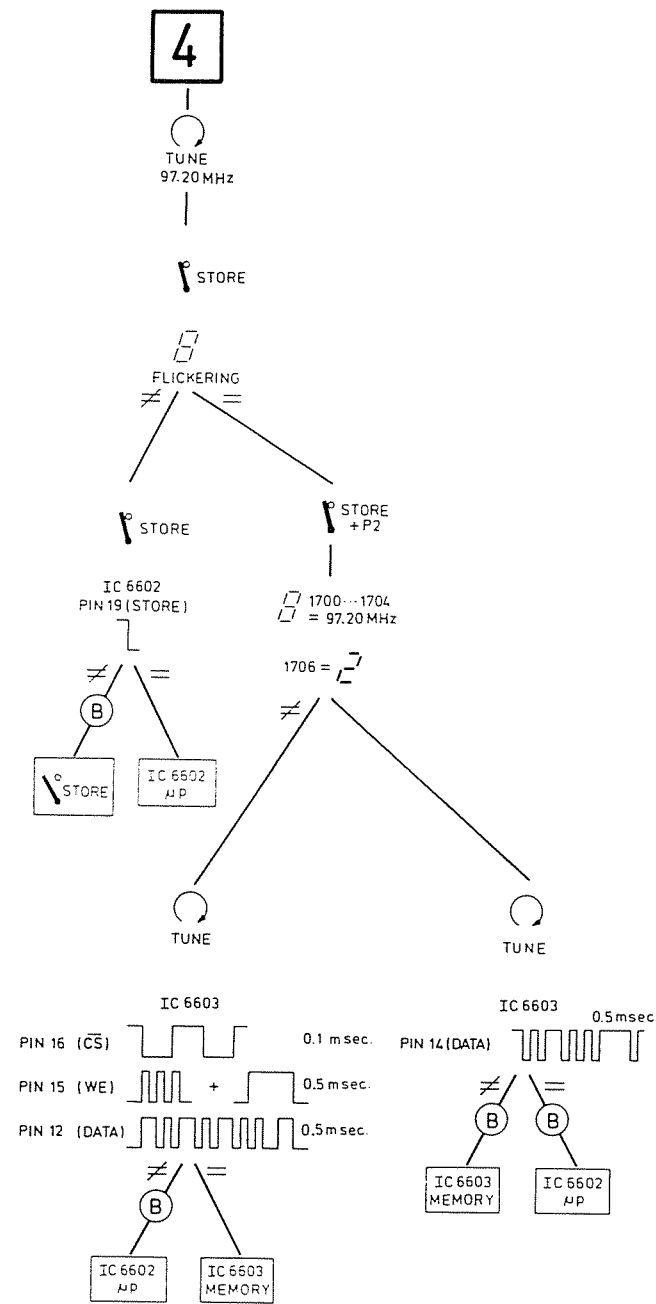 4
TUNE
97.20 MHz
STORE
FLICKERING
≠ =
STORE
STORE
+P2
IC 6602
PIN 19 (STORE)
1700···1704
= 97.20 MHz
1706 = 2
≠ =
≠
B
STORE
IC 6602
μP
TUNE
TUNE
IC 6603
PIN 16 (C̅S̅) 0.1 msec.
PIN 15 (WE) + 0.5 msec.
PIN 12 (DATA) 0.5 msec.
≠ =
B
IC 6602
μP
IC 6603
MEMORY
IC 6603
0.5 msec
PIN 14 (DATA)
≠ =
B B
IC 6603
MEMORY
IC 6602
μP